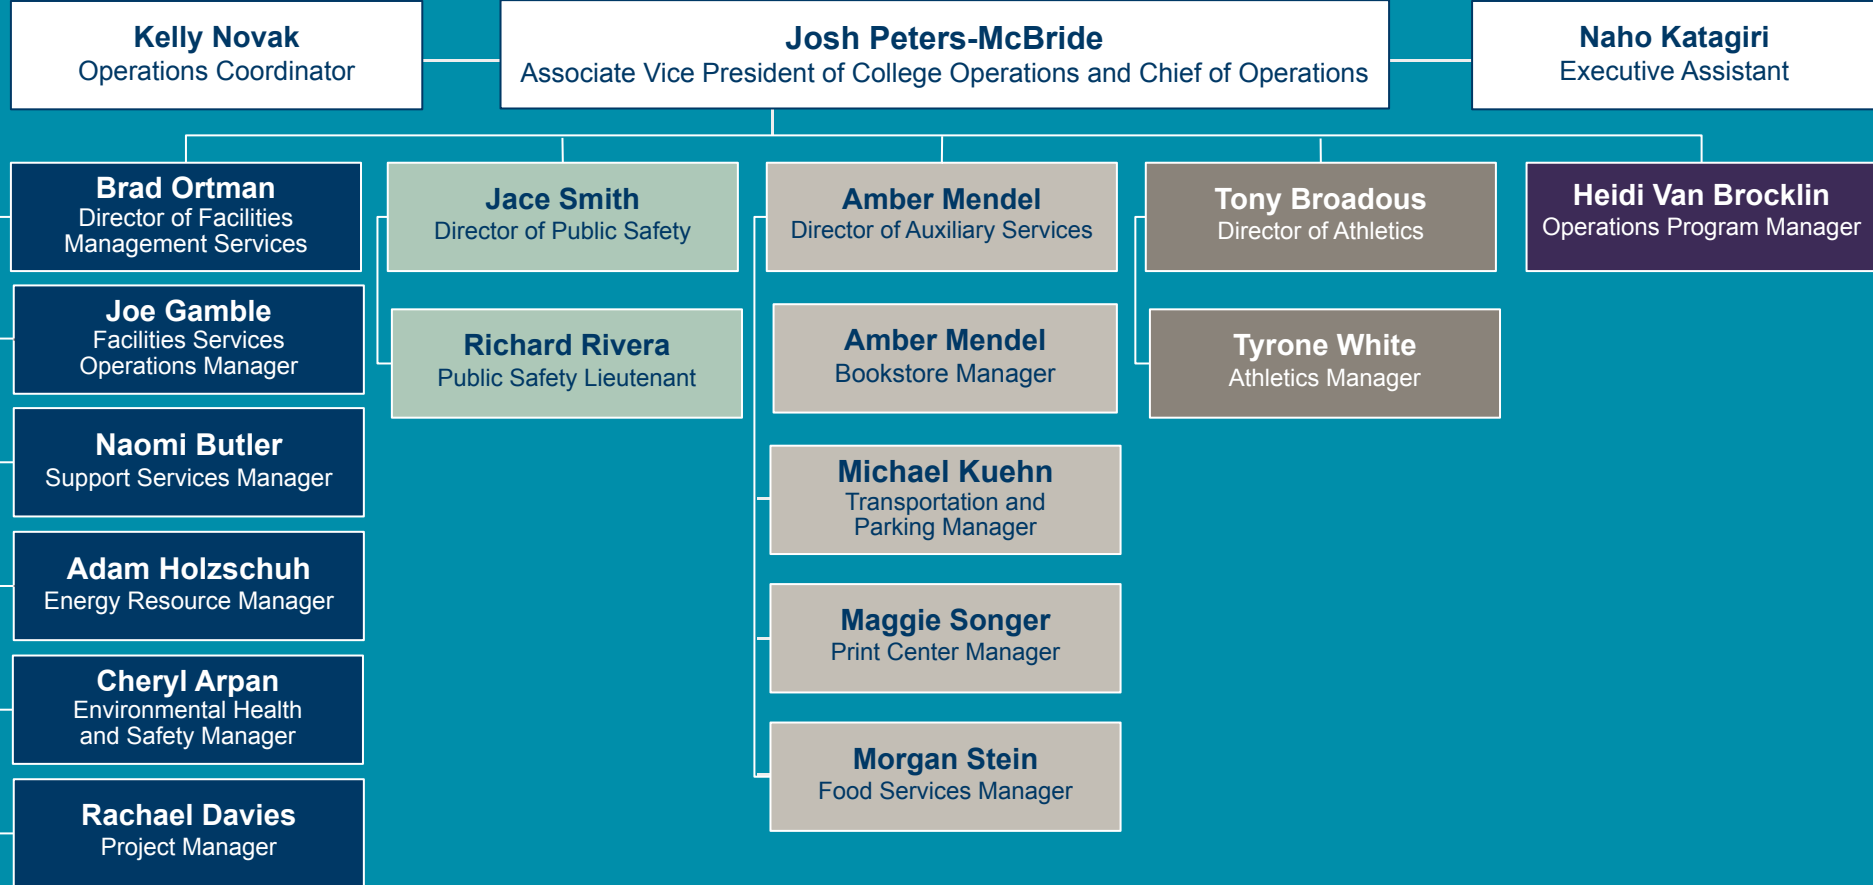 Kelly Novak
Operations Coordinator
Josh Peters-McBride
Associate Vice President of College Operations and Chief of Operations
Naho Katagiri
Executive Assistant
Brad Ortman
Director of Facilities
Management Services
Joe Gamble
Facilities Services
Operations Manager
Naomi Butler
Support Services Manager
Adam Holzschuh
Energy Resource Manager
Cheryl Arpan
Environmental Health
and Safety Manager
Rachael Davies
Project Manager
Jace Smith
Director of Public Safety
Richard Rivera
Public Safety Lieutenant
Amber Mendel
Director of Auxiliary Services
Amber Mendel
Bookstore Manager
Michael Kuehn
Transportation and
Parking Manager
Maggie Songer
Print Center Manager
Morgan Stein
Food Services Manager
Tony Broadous
Director of Athletics
Tyrone White
Athletics Manager
Heidi Van Brocklin
Operations Program Manager